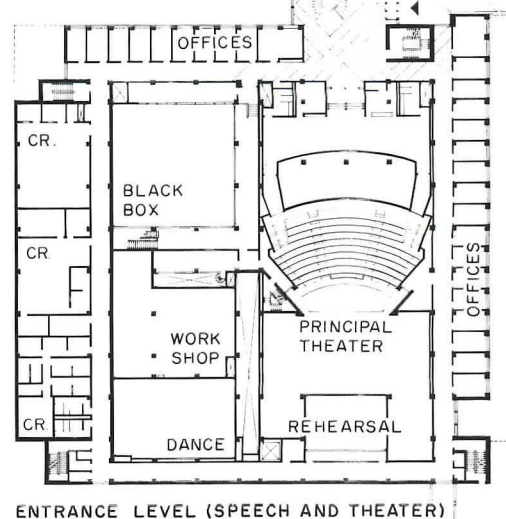 OFFICES
CR.
BLACK
BOX
CR.
OFFICES
WORK
SHOP
PRINCIPAL
THEATER
CR.
DANCE
REHEARSAL
ENTRANCE LEVEL (SPEECH AND THEATER)